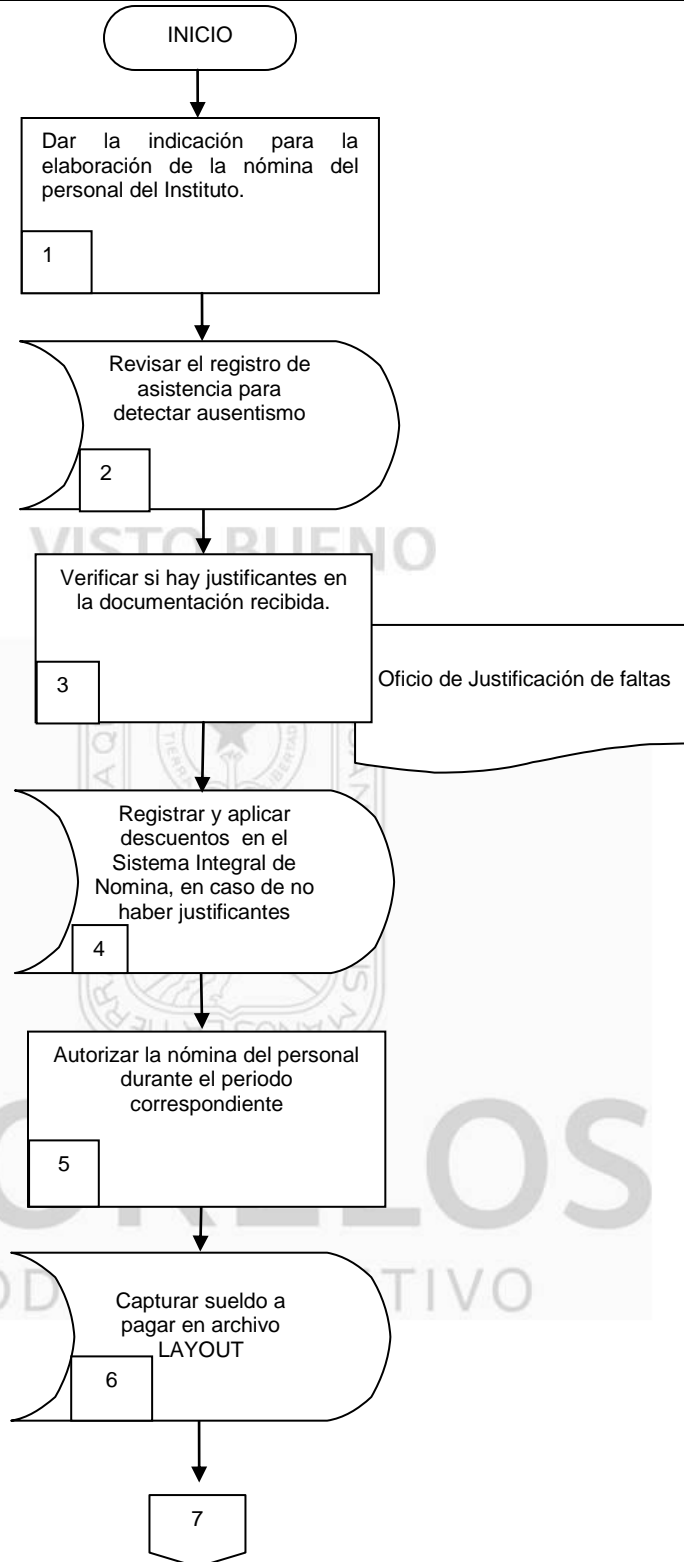 INICIO
Dar la indicación para la
elaboración de la nómina del
personal del Instituto.
1
Revisar el registro de
asistencia para
detectar ausentismo
2
VISTO BUENO
Verificar si hay justificantes en
la documentación recibida.
3
Oficio de Justificación de faltas
Registrar y aplicar
descuentos en el
Sistema Integral de
Nomina, en caso de no
haber justificantes
4
Autorizar la nómina del personal
durante el periodo
correspondiente
5
Capturar sueldo a
pagar en archivo
LAYOUT
6
7